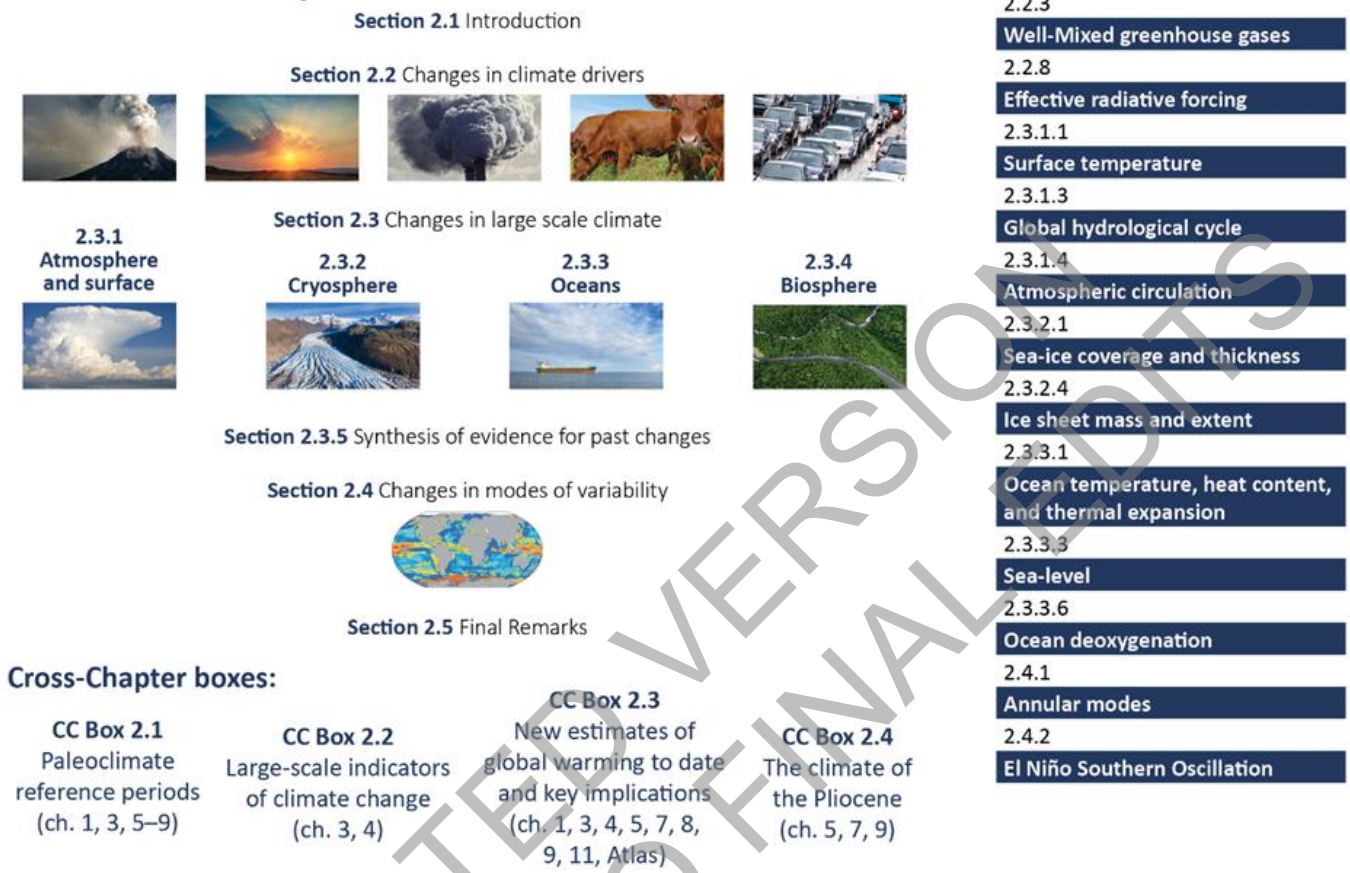 Section 2.1 Introduction
Section 2.2 Changes in climate drivers
Section 2.3 Changes in large scale climate
2.3.1
Atmosphere
and surface
2.3.2
Cryosphere
2.3.3
Oceans
2.3.4
Biosphere
Section 2.3.5 Synthesis of evidence for past changes
Section 2.4 Changes in modes of variability
Section 2.5 Final Remarks
Cross-Chapter boxes:
CC Box 2.1
Paleoclimate
reference periods
(ch. 1, 3, 5–9)
CC Box 2.2
Large-scale indicators
of climate change
(ch. 3, 4)
CC Box 2.3
New estimates of
global warming to date
and key implications
(ch. 1, 3, 4, 5, 7, 8,
9, 11, Atlas)
CC Box 2.4
The climate of
the Pliocene
(ch. 5, 7, 9)
2.2.3
Well-Mixed greenhouse gases
2.2.8
Effective radiative forcing
2.3.1.1
Surface temperature
2.3.1.3
Global hydrological cycle
2.3.1.4
Atmospheric circulation
2.3.2.1
Sea-ice coverage and thickness
2.3.2.4
Ice sheet mass and extent
2.3.3.1
Ocean temperature, heat content,
and thermal expansion
2.3.3.3
Sea-level
2.3.3.6
Ocean deoxygenation
2.4.1
Annular modes
2.4.2
El Niño Southern Oscillation
TED VERSION
O FINAL EDITS